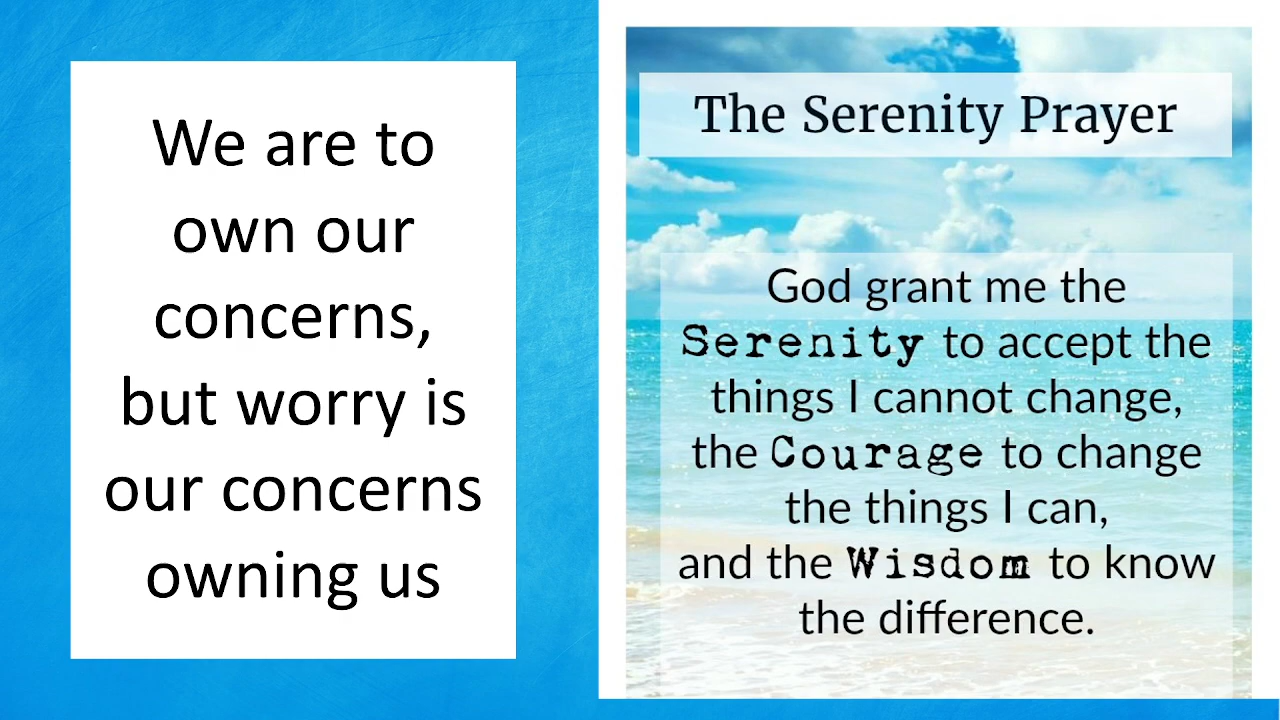 We are to
own our
concerns,
but worry is
our concerns
owning us
The Serenity Prayer
God grant me the
Serenity to accept the
things I cannot change,
the Courage to change
the things I can,
and the Wisdom to know
the difference.